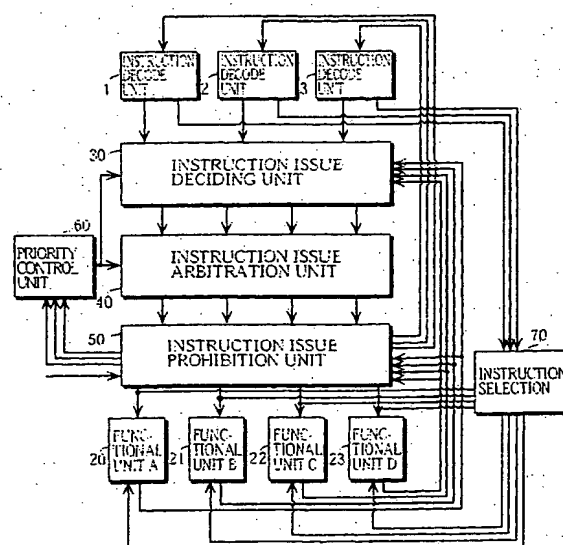 INSTRUCTION
DECODE
UNIT
1
INSTRUCTION
DECODE
UNIT
2
INSTRUCTION
DECODE
UNIT
3
30
INSTRUCTION ISSUE
DECIDING UNIT
60
PRIORITY
CONTROL
UNIT
INSTRUCTION ISSUE
ARBITRATION UNIT
40
50
INSTRUCTION ISSUE
PROHIBITION UNIT
70
INSTRUCTION
SELECTION
FUNC-
TIONAL
UNIT A
20
FUNC-
TIONAL
UNIT B
21
FUNC-
TIONAL
UNIT C
22
FUNC-
TIONAL
UNIT D
23